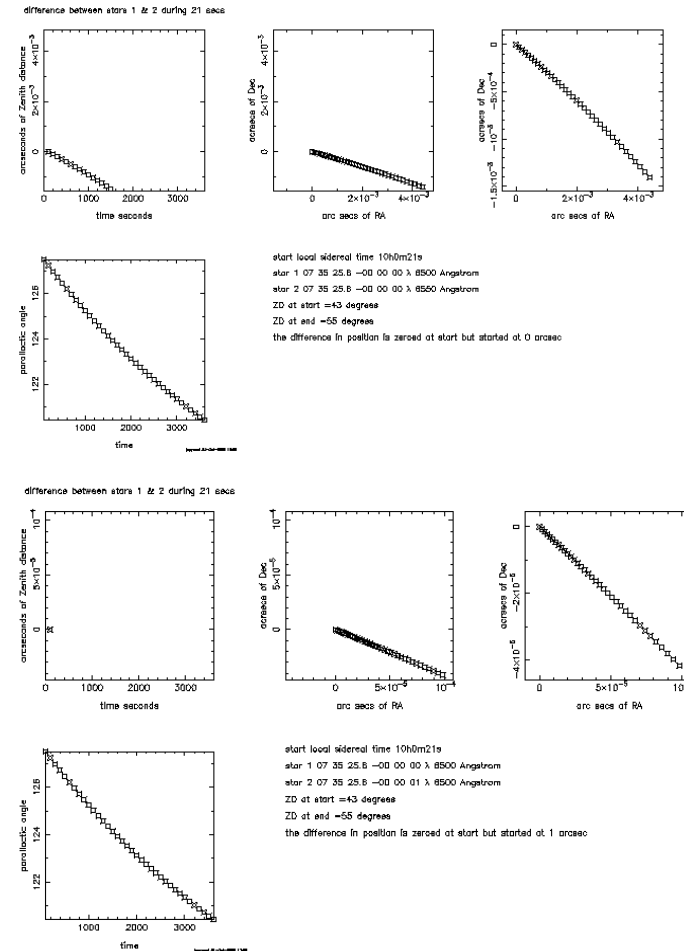 difference between stars 1 & 2 during 21 secs
arcseconds of Zenith distance
0 2×10⁻³ 4×10⁻³
0 1000 2000 3000
time seconds
acrsecs of Dec
0 2×10⁻³ 4×10⁻³
0 2×10⁻³ 4×10⁻³
arc secs of RA
acrsecs of Dec
−1.5×10⁻³ −10⁻³ −5×10⁻⁴ 0
0 2×10⁻³ 4×10⁻³
arc secs of RA
parallactic angle
122 124 126
1000 2000 3000
time
start local sidereal time 10h0m21s
star 1 07 35 25.8 −00 00 00 λ 6500 Angstrom
star 2 07 35 25.8 −00 00 00 λ 6550 Angstrom
ZD at start =43 degrees
ZD at end =55 degrees
the difference in position is zeroed at start but started at 0 arcsec
difference between stars 1 & 2 during 21 secs
arcseconds of Zenith distance
0 5×10⁻⁵ 10⁻⁴
0 1000 2000 3000
time seconds
acrsecs of Dec
0 5×10⁻⁵ 10⁻⁴
0 5×10⁻⁵ 10⁻⁴
arc secs of RA
acrsecs of Dec
−4×10⁻⁵ −2×10⁻⁵ 0
0 5×10⁻⁵
arc secs of RA
parallactic angle
122 124 126
1000 2000 3000
time
start local sidereal time 10h0m21s
star 1 07 35 25.8 −00 00 00 λ 6500 Angstrom
star 2 07 35 25.8 −00 00 01 λ 6500 Angstrom
ZD at start =43 degrees
ZD at end =55 degrees
the difference in position is zeroed at start but started at 1 arcsec